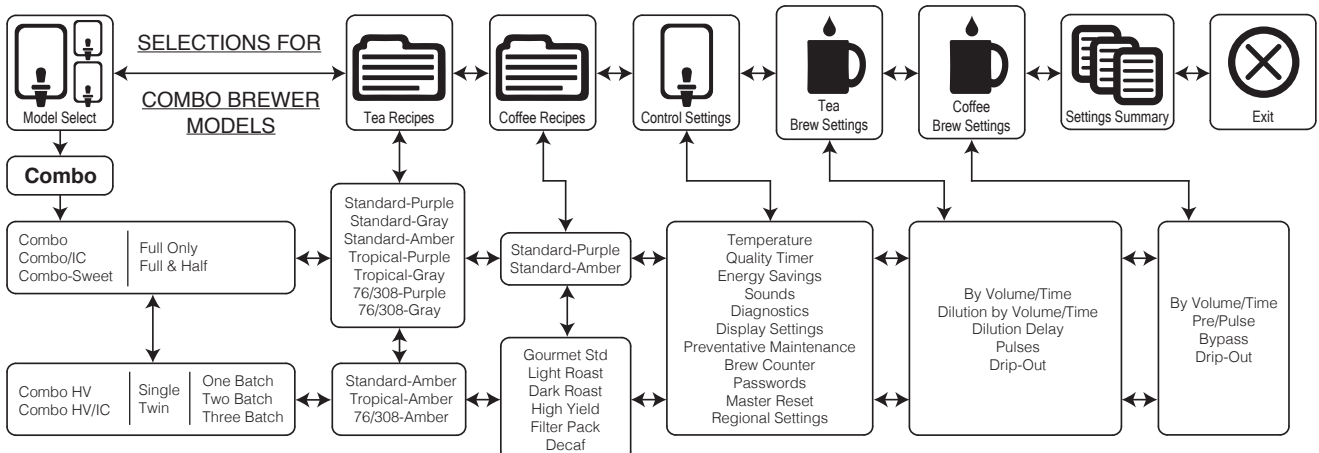 SELECTIONS FOR
COMBO BREWER
MODELS
Model Select
Tea Recipes
Coffee Recipes
Control Settings
Tea
Brew Settings
Coffee
Brew Settings
Settings Summary
Exit
Combo
Combo
Combo/IC
Combo-Sweet
Full Only
Full & Half
Standard-Purple
Standard-Gray
Standard-Amber
Tropical-Purple
Tropical-Gray
76/308-Purple
76/308-Gray
Standard-Purple
Standard-Amber
Temperature
Quality Timer
Energy Savings
Sounds
Diagnostics
Display Settings
Preventative Maintenance
Brew Counter
Passwords
Master Reset
Regional Settings
By Volume/Time
Dilution by Volume/Time
Dilution Delay
Pulses
Drip-Out
By Volume/Time
Pre/Pulse
Bypass
Drip-Out
Combo HV
Combo HV/IC
Single
Twin
One Batch
Two Batch
Three Batch
Standard-Amber
Tropical-Amber
76/308-Amber
Gourmet Std
Light Roast
Dark Roast
High Yield
Filter Pack
Decaf